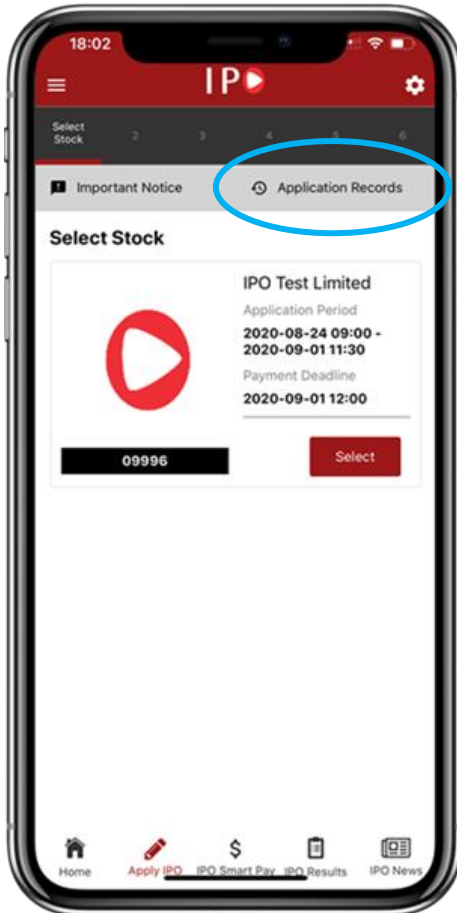 18:02
IPO
Select Stock
2 3 4 5 6
Important Notice
Application Records
Select Stock
IPO Test Limited
Application Period
2020-08-24 09:00 -
2020-09-01 11:30
Payment Deadline
2020-09-01 12:00
09996
Select
Home
Apply IPO
IPO Smart Pay
IPO Results
IPO News